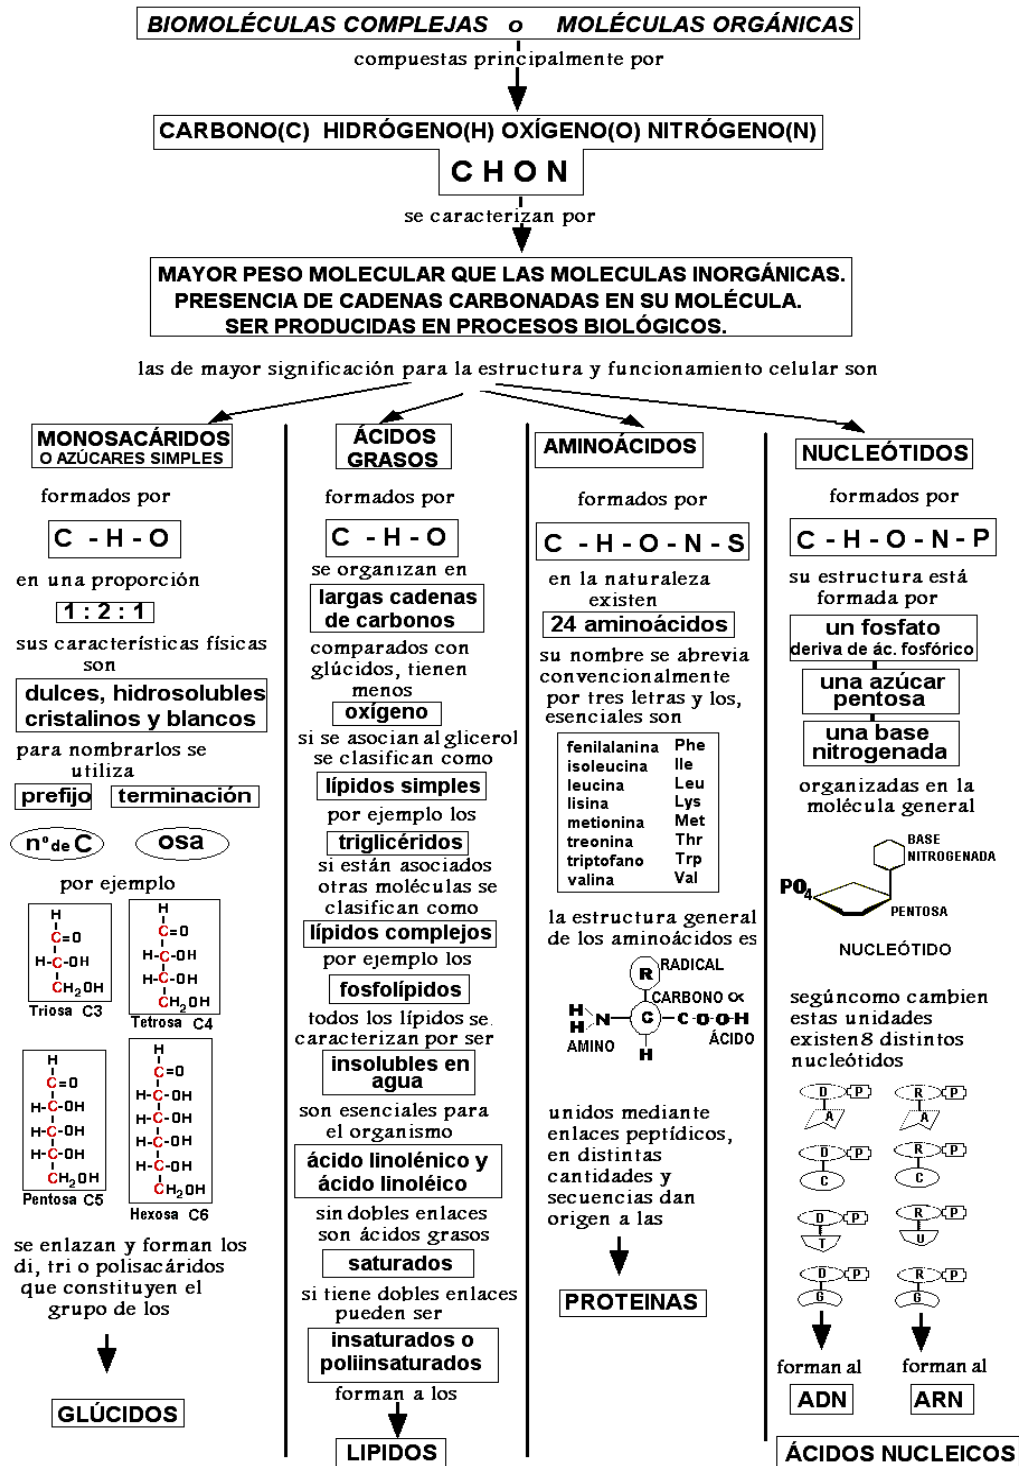 BIOMOLÉCULAS COMPLEJAS o MOLÉCULAS ORGÁNICAS
compuestas principalmente por
CARBONO(C) HIDRÓGENO(H) OXÍGENO(O) NITRÓGENO(N)
C H O N
se caracterizan por
MAYOR PESO MOLECULAR QUE LAS MOLECULAS INORGÁNICAS.
PRESENCIA DE CADENAS CARBONADAS EN SU MOLÉCULA.
SER PRODUCIDAS EN PROCESOS BIOLÓGICOS.
las de mayor significación para la estructura y funcionamiento celular son
MONOSACÁRIDOS
O AZÚCARES SIMPLES
formados por
C - H - O
en una proporción
1 : 2 : 1
sus características físicas
son
dulces, hidrosolubles
cristalinos y blancos
para nombrarlos se
utiliza
prefijo terminación
nº de C osa
por ejemplo
H
C=O
H-C-OH
CH2OH
Triosa C3
H
C=O
H-C-OH
H-C-OH
CH2OH
Tetrosa C4
H
C=O
H-C-OH
H-C-OH
H-C-OH
CH2OH
Pentosa C5
H
C=O
H-C-OH
H-C-OH
H-C-OH
H-C-OH
CH2OH
Hexosa C6
se enlazan y forman los
di, tri o polisacáridos
que constituyen el
grupo de los
GLÚCIDOS
ÁCIDOS
GRASOS
formados por
C - H - O
se organizan en
largas cadenas
de carbonos
comparados con
glúcidos, tienen
menos
oxígeno
si se asocian al glicerol
se clasifican como
lípidos simples
por ejemplo los
triglicéridos
si están asociados
otras moléculas se
clasifican como
lípidos complejos
por ejemplo los
fosfolípidos
todos los lípidos se.
caracterizan por ser
insolubles en
agua
son esenciales para
el organismo
ácido linolénico y
ácido linoléico
sin dobles enlaces
son ácidos grasos
saturados
si tiene dobles enlaces
pueden ser
insaturados o
poliinsaturados
forman a los
LIPIDOS
AMINOÁCIDOS
formados por
C - H - O - N - S
en la naturaleza
existen
24 aminoácidos
su nombre se abrevia
convencionalmente
por tres letras y los,
esenciales son
fenilalanina Phe
isoleucina Ile
leucina Leu
lisina Lys
metionina Met
treonina Thr
triptofano Trp
valina Val
la estructura general
de los aminoácidos es
R RADICAL
CARBONO α
H
H N C C-O-O-H
AMINO H ÁCIDO
unidos mediante
enlaces peptídicos,
en distintas
cantidades y
secuencias dan
origen a las
PROTEINAS
NUCLEÓTIDOS
formados por
C - H - O - N - P
su estructura está
formada por
un fosfato
deriva de ác. fosfórico
una azúcar
pentosa
una base
nitrogenada
organizadas en la
molécula general
BASE
NITROGENADA
PO4
PENTOSA
NUCLEÓTIDO
segúncomo cambien
estas unidades
existen8 distintos
nucleótidos
D P R P
A A
D P R P
C C
D P R P
T U
D P R P
G G
forman al forman al
ADN ARN
ÁCIDOS NUCLEICOS